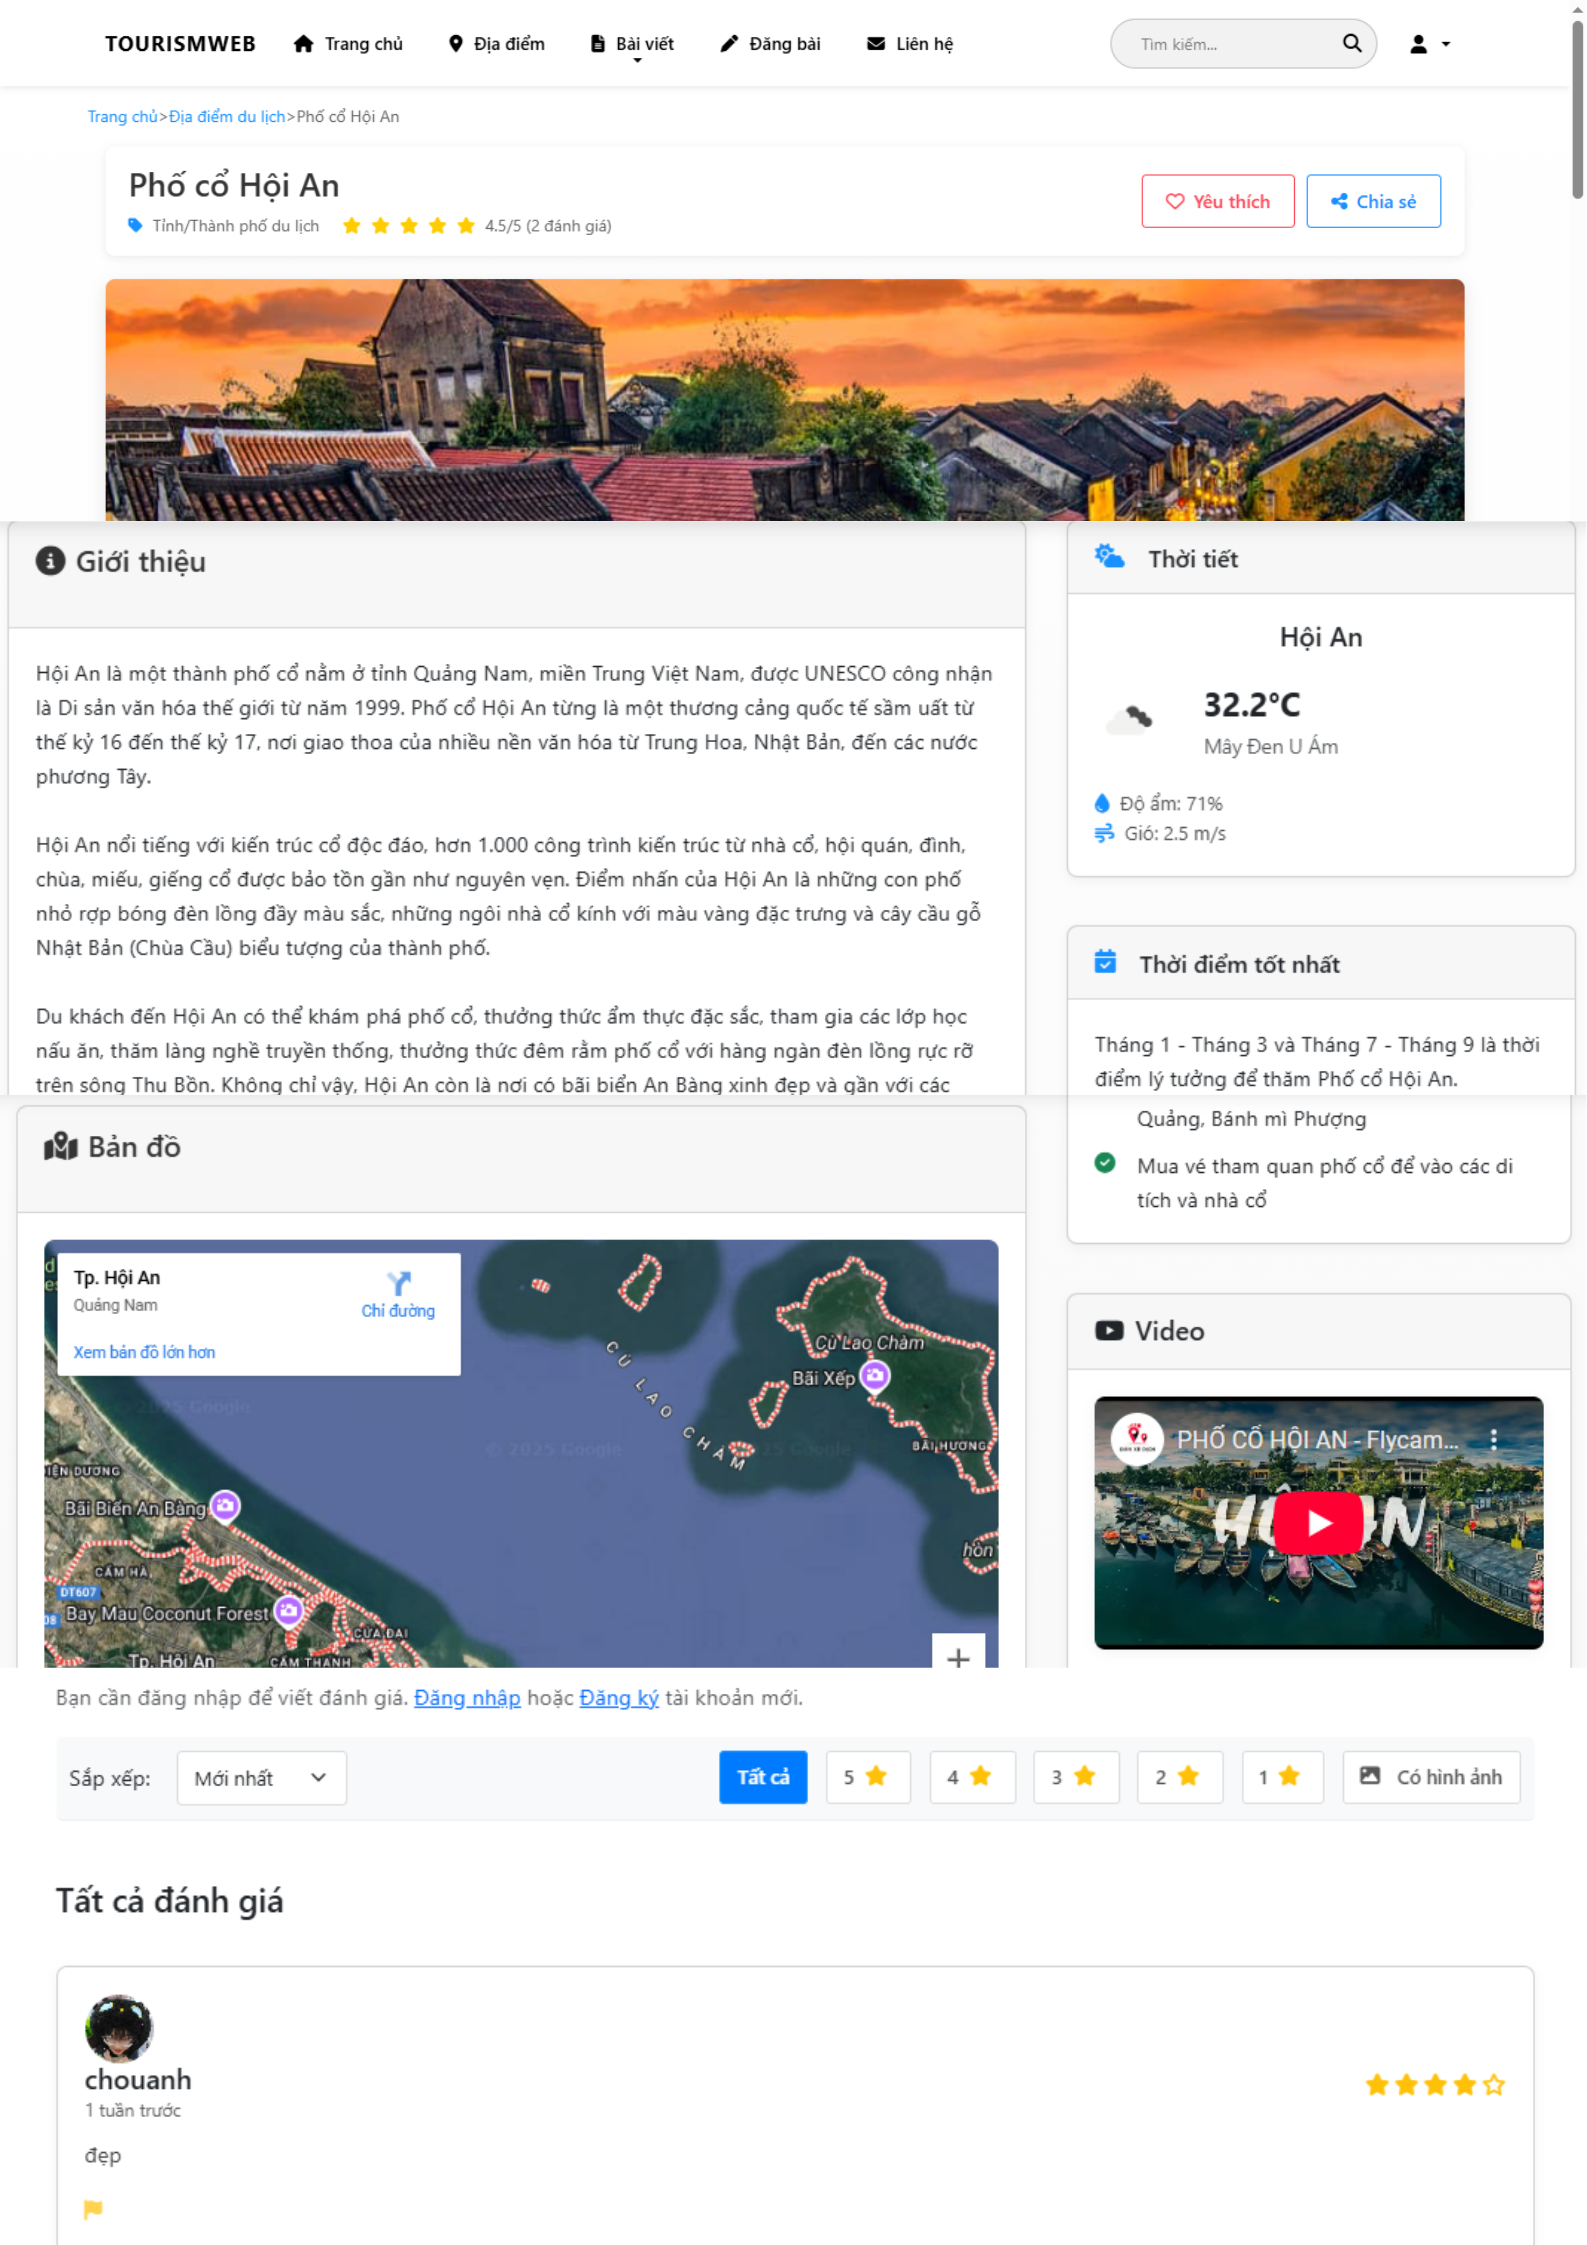 TOURISMWEB Trang chủ Địa điểm Bài viết Đăng bài Liên hệ Tìm kiếm...
Trang chủ>Địa điểm du lịch>Phố cổ Hội An
Phố cổ Hội An
Tỉnh/Thành phố du lịch 4.5/5 (2 đánh giá)
Yêu thích Chia sẻ
Giới thiệu
Hội An là một thành phố cổ nằm ở tỉnh Quảng Nam, miền Trung Việt Nam, được UNESCO công nhận
là Di sản văn hóa thế giới từ năm 1999. Phố cổ Hội An từng là một thương cảng quốc tế sầm uất từ
thế kỷ 16 đến thế kỷ 17, nơi giao thoa của nhiều nền văn hóa từ Trung Hoa, Nhật Bản, đến các nước
phương Tây.
Hội An nổi tiếng với kiến trúc cổ độc đáo, hơn 1.000 công trình kiến trúc từ nhà cổ, hội quán, đình,
chùa, miếu, giếng cổ được bảo tồn gần như nguyên vẹn. Điểm nhấn của Hội An là những con phố
nhỏ rợp bóng đèn lồng đầy màu sắc, những ngôi nhà cổ kính với màu vàng đặc trưng và cây cầu gỗ
Nhật Bản (Chùa Cầu) biểu tượng của thành phố.
Du khách đến Hội An có thể khám phá phố cổ, thưởng thức ẩm thực đặc sắc, tham gia các lớp học
nấu ăn, thăm làng nghề truyền thống, thưởng thức đêm rằm phố cổ với hàng ngàn đèn lồng rực rỡ
trên sông Thu Bồn. Không chỉ vậy, Hội An còn là nơi có bãi biển An Bàng xinh đẹp và gần với các
Thời tiết
Hội An
32.2°C
Mây Đen U Ám
Độ ẩm: 71%
Gió: 2.5 m/s
Thời điểm tốt nhất
Tháng 1 - Tháng 3 và Tháng 7 - Tháng 9 là thời
điểm lý tưởng để thăm Phố cổ Hội An.
Quảng, Bánh mì Phượng
Mua vé tham quan phố cổ để vào các di
tích và nhà cổ
Bản đồ
Tp. Hội An
Quảng Nam
Chỉ đường
Xem bản đồ lớn hơn
Cù Lao Chàm
Bãi Xếp
CÙ LAO CHÀM
BÃI HƯƠNG
© 2025 Google
IỆN DƯƠNG
Bãi Biển An Bàng
hòn
CẨM HÀ
DT607
08
Bay Mau Coconut Forest
CỬA ĐẠI
Tp. Hội An
CẨM THANH
Video
PHỐ CỔ HỘI AN - Flycam...
HỘI AN
Bạn cần đăng nhập để viết đánh giá. Đăng nhập hoặc Đăng ký tài khoản mới.
Sắp xếp: Mới nhất Tất cả 5 4 3 2 1 Có hình ảnh
Tất cả đánh giá
chouanh
1 tuần trước
đẹp